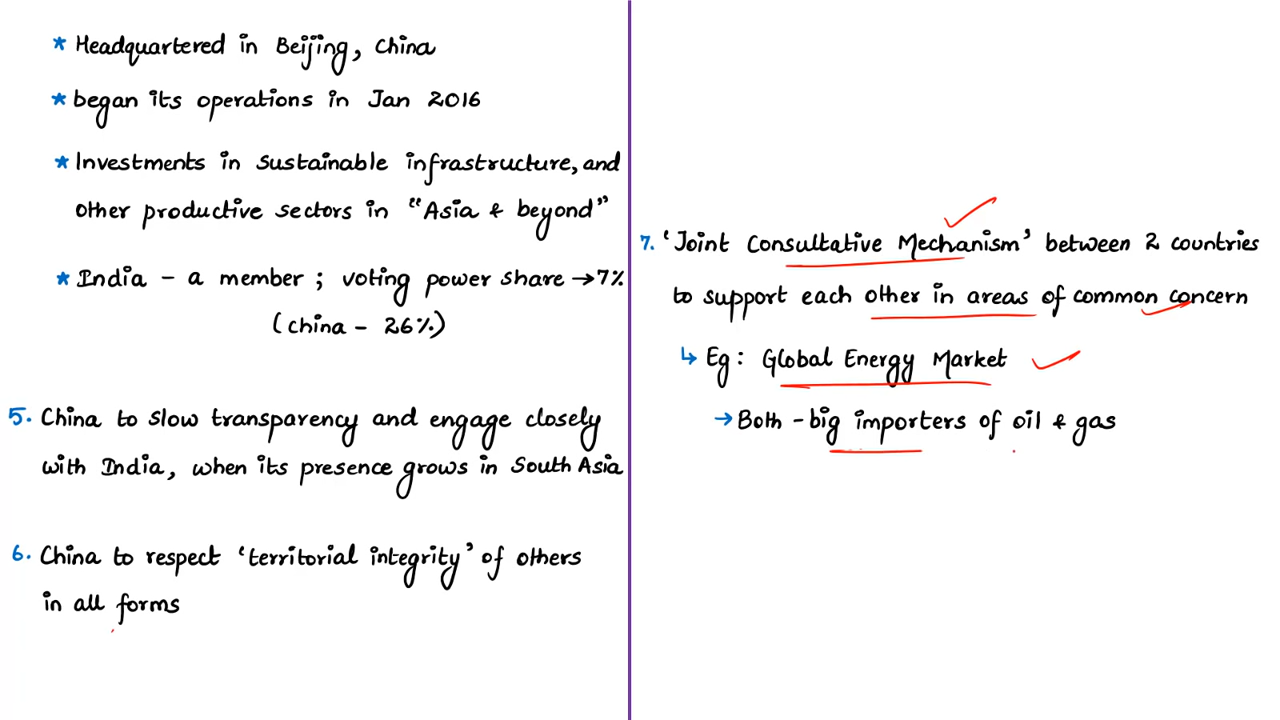 * Headquartered in Beijing, China
* began its operations in Jan 2016
* Investments in sustainable infrastructure, and
other productive sectors in "Asia & beyond"
* India - a member ; voting power share → 7%
(china - 26%)
5. China to slow transparency and engage closely
with India, when its presence grows in South Asia
6. China to respect 'territorial integrity' of others
in all forms
7. 'Joint Consultative Mechanism' between 2 countries
to support each other in areas of common concern
↳ Eg : Global Energy Market
→ Both - big importers of oil & gas